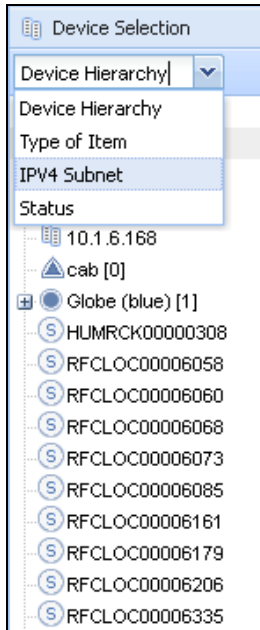 Device Selection
Device Hierarchy
Device Hierarchy
Type of Item
IPV4 Subnet
Status
10.1.6.168
cab [0]
Globe (blue) [1]
S HUMRCK00000308
S RFCLOC00006058
S RFCLOC00006060
S RFCLOC00006068
S RFCLOC00006073
S RFCLOC00006085
S RFCLOC00006161
S RFCLOC00006179
S RFCLOC00006206
S RFCLOC00006335